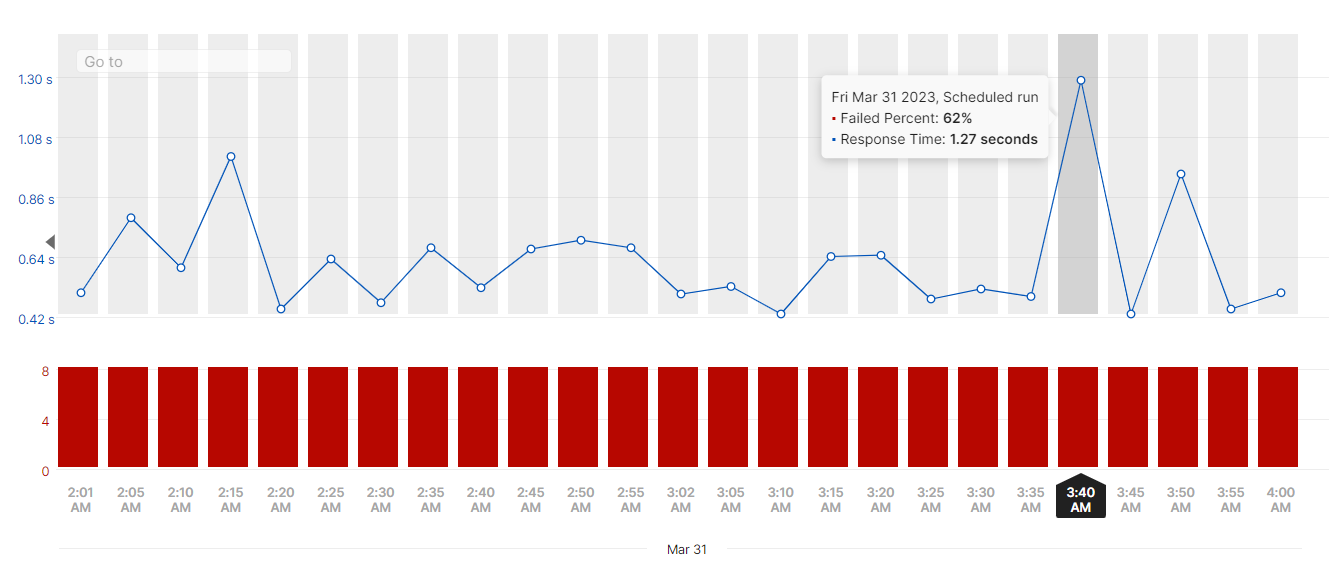 Go to
1.30 s
1.08 s
0.86 s
0.64 s
0.42 s
Fri Mar 31 2023, Scheduled run
Failed Percent: 62%
Response Time: 1.27 seconds
8
4
0
2:01 2:05 2:10 2:15 2:20 2:25 2:30 2:35 2:40 2:45 2:50 2:55 3:02 3:05 3:10 3:15 3:20 3:25 3:30 3:35 3:40 3:45 3:50 3:55 4:00
AM AM AM AM AM AM AM AM AM AM AM AM AM AM AM AM AM AM AM AM AM AM AM AM AM
Mar 31